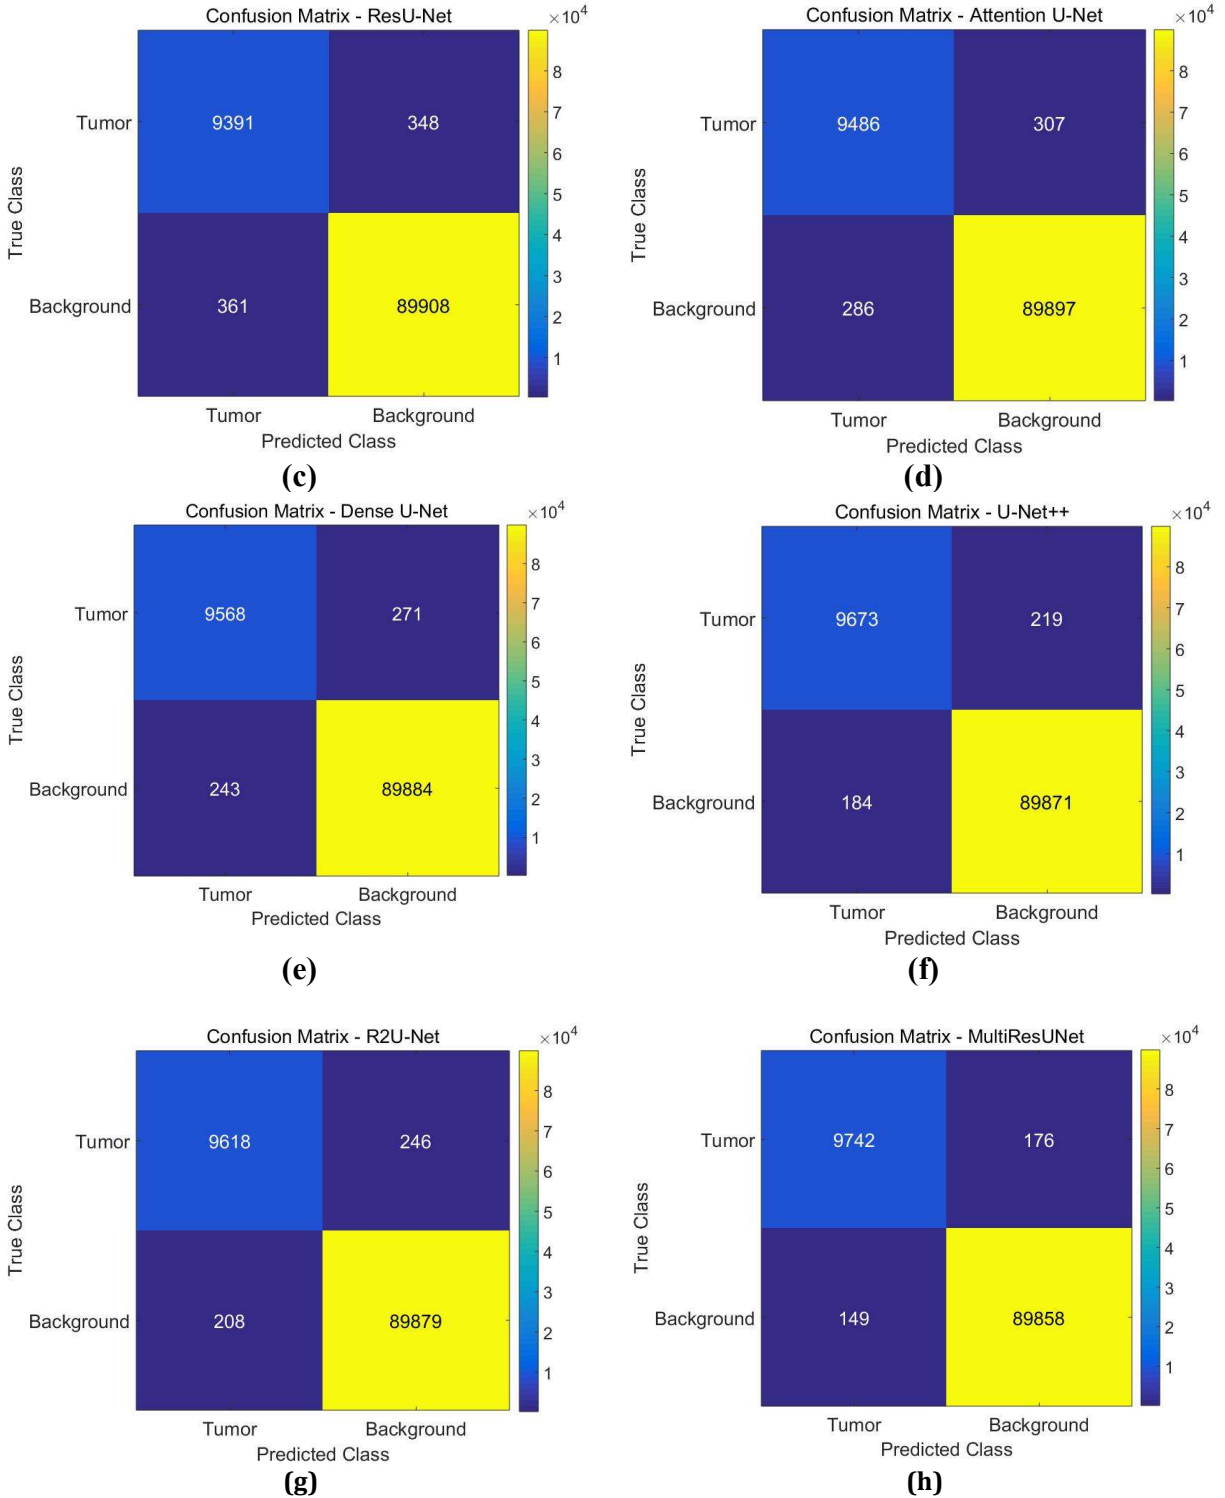 Confusion Matrix - ResU-Net
×10^4
8
7
6
5
4
3
2
1
True Class
Tumor
9391 348
Background
361 89908
Tumor Background
Predicted Class
(c)
Confusion Matrix - Attention U-Net
×10^4
8
7
6
5
4
3
2
1
True Class
Tumor
9486 307
Background
286 89897
Tumor Background
Predicted Class
(d)
Confusion Matrix - Dense U-Net
×10^4
8
7
6
5
4
3
2
1
True Class
Tumor
9568 271
Background
243 89884
Tumor Background
Predicted Class
(e)
Confusion Matrix - U-Net++
×10^4
8
7
6
5
4
3
2
1
True Class
Tumor
9673 219
Background
184 89871
Tumor Background
Predicted Class
(f)
Confusion Matrix - R2U-Net
×10^4
8
7
6
5
4
3
2
1
True Class
Tumor
9618 246
Background
208 89879
Tumor Background
Predicted Class
(g)
Confusion Matrix - MultiResUNet
×10^4
8
7
6
5
4
3
2
1
True Class
Tumor
9742 176
Background
149 89858
Tumor Background
Predicted Class
(h)